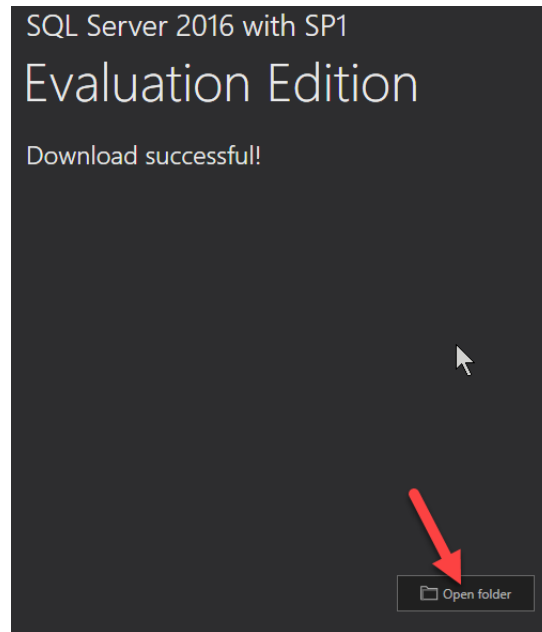 SQL Server 2016 with SP1
Evaluation Edition
Download successful!
Open folder